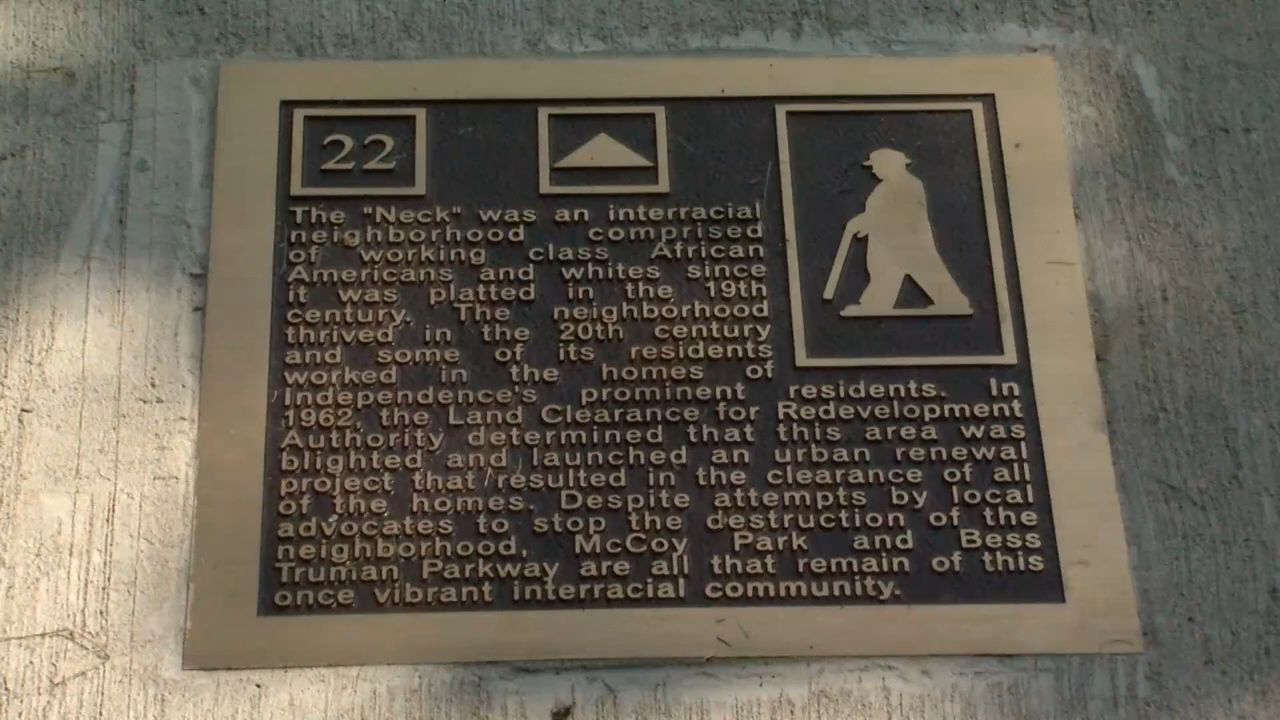 22
The "Neck" was an interracial
neighborhood comprised
of working class African
Americans and whites since
it was platted in the 19th
century. The neighborhood
thrived in the 20th century
and some of its residents
worked in the homes of
Independence's prominent residents. In
1962, the Land Clearance for Redevelopment
Authority determined that this area was
blighted and launched an urban renewal
project that resulted in the clearance of all
of the homes. Despite attempts by local
advocates to stop the destruction of the
neighborhood, McCoy Park and Bess
Truman Parkway are all that remain of this
once vibrant interracial community.